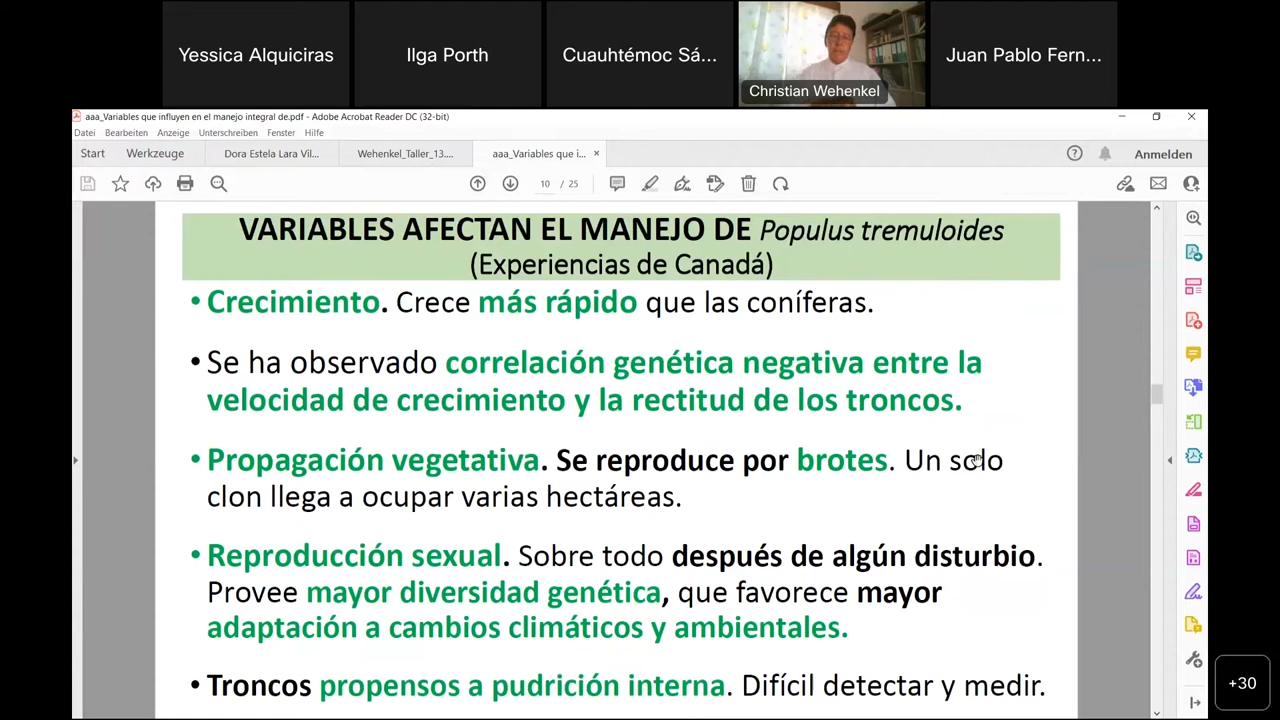 Yessica Alquiciras
Ilga Porth
Cuauhtémoc Sá...
Christian Wehenkel
Juan Pablo Fern...
aaa_Variables que influyen en el manejo integral de.pdf - Adobe Acrobat Reader DC (32-bit)
Datei Bearbeiten Anzeige Unterschreiben Fenster Hilfe
Start Werkzeuge Dora Estela Lara Vil... Wehenkel_Taller_13.... aaa_Variables que i... × Anmelden
10 / 25
VARIABLES AFECTAN EL MANEJO DE Populus tremuloides
(Experiencias de Canadá)
• Crecimiento. Crece más rápido que las coníferas.
• Se ha observado correlación genética negativa entre la
velocidad de crecimiento y la rectitud de los troncos.
• Propagación vegetativa. Se reproduce por brotes. Un solo
clon llega a ocupar varias hectáreas.
• Reproducción sexual. Sobre todo después de algún disturbio.
Provee mayor diversidad genética, que favorece mayor
adaptación a cambios climáticos y ambientales.
• Troncos propensos a pudrición interna. Difícil detectar y medir.
+30